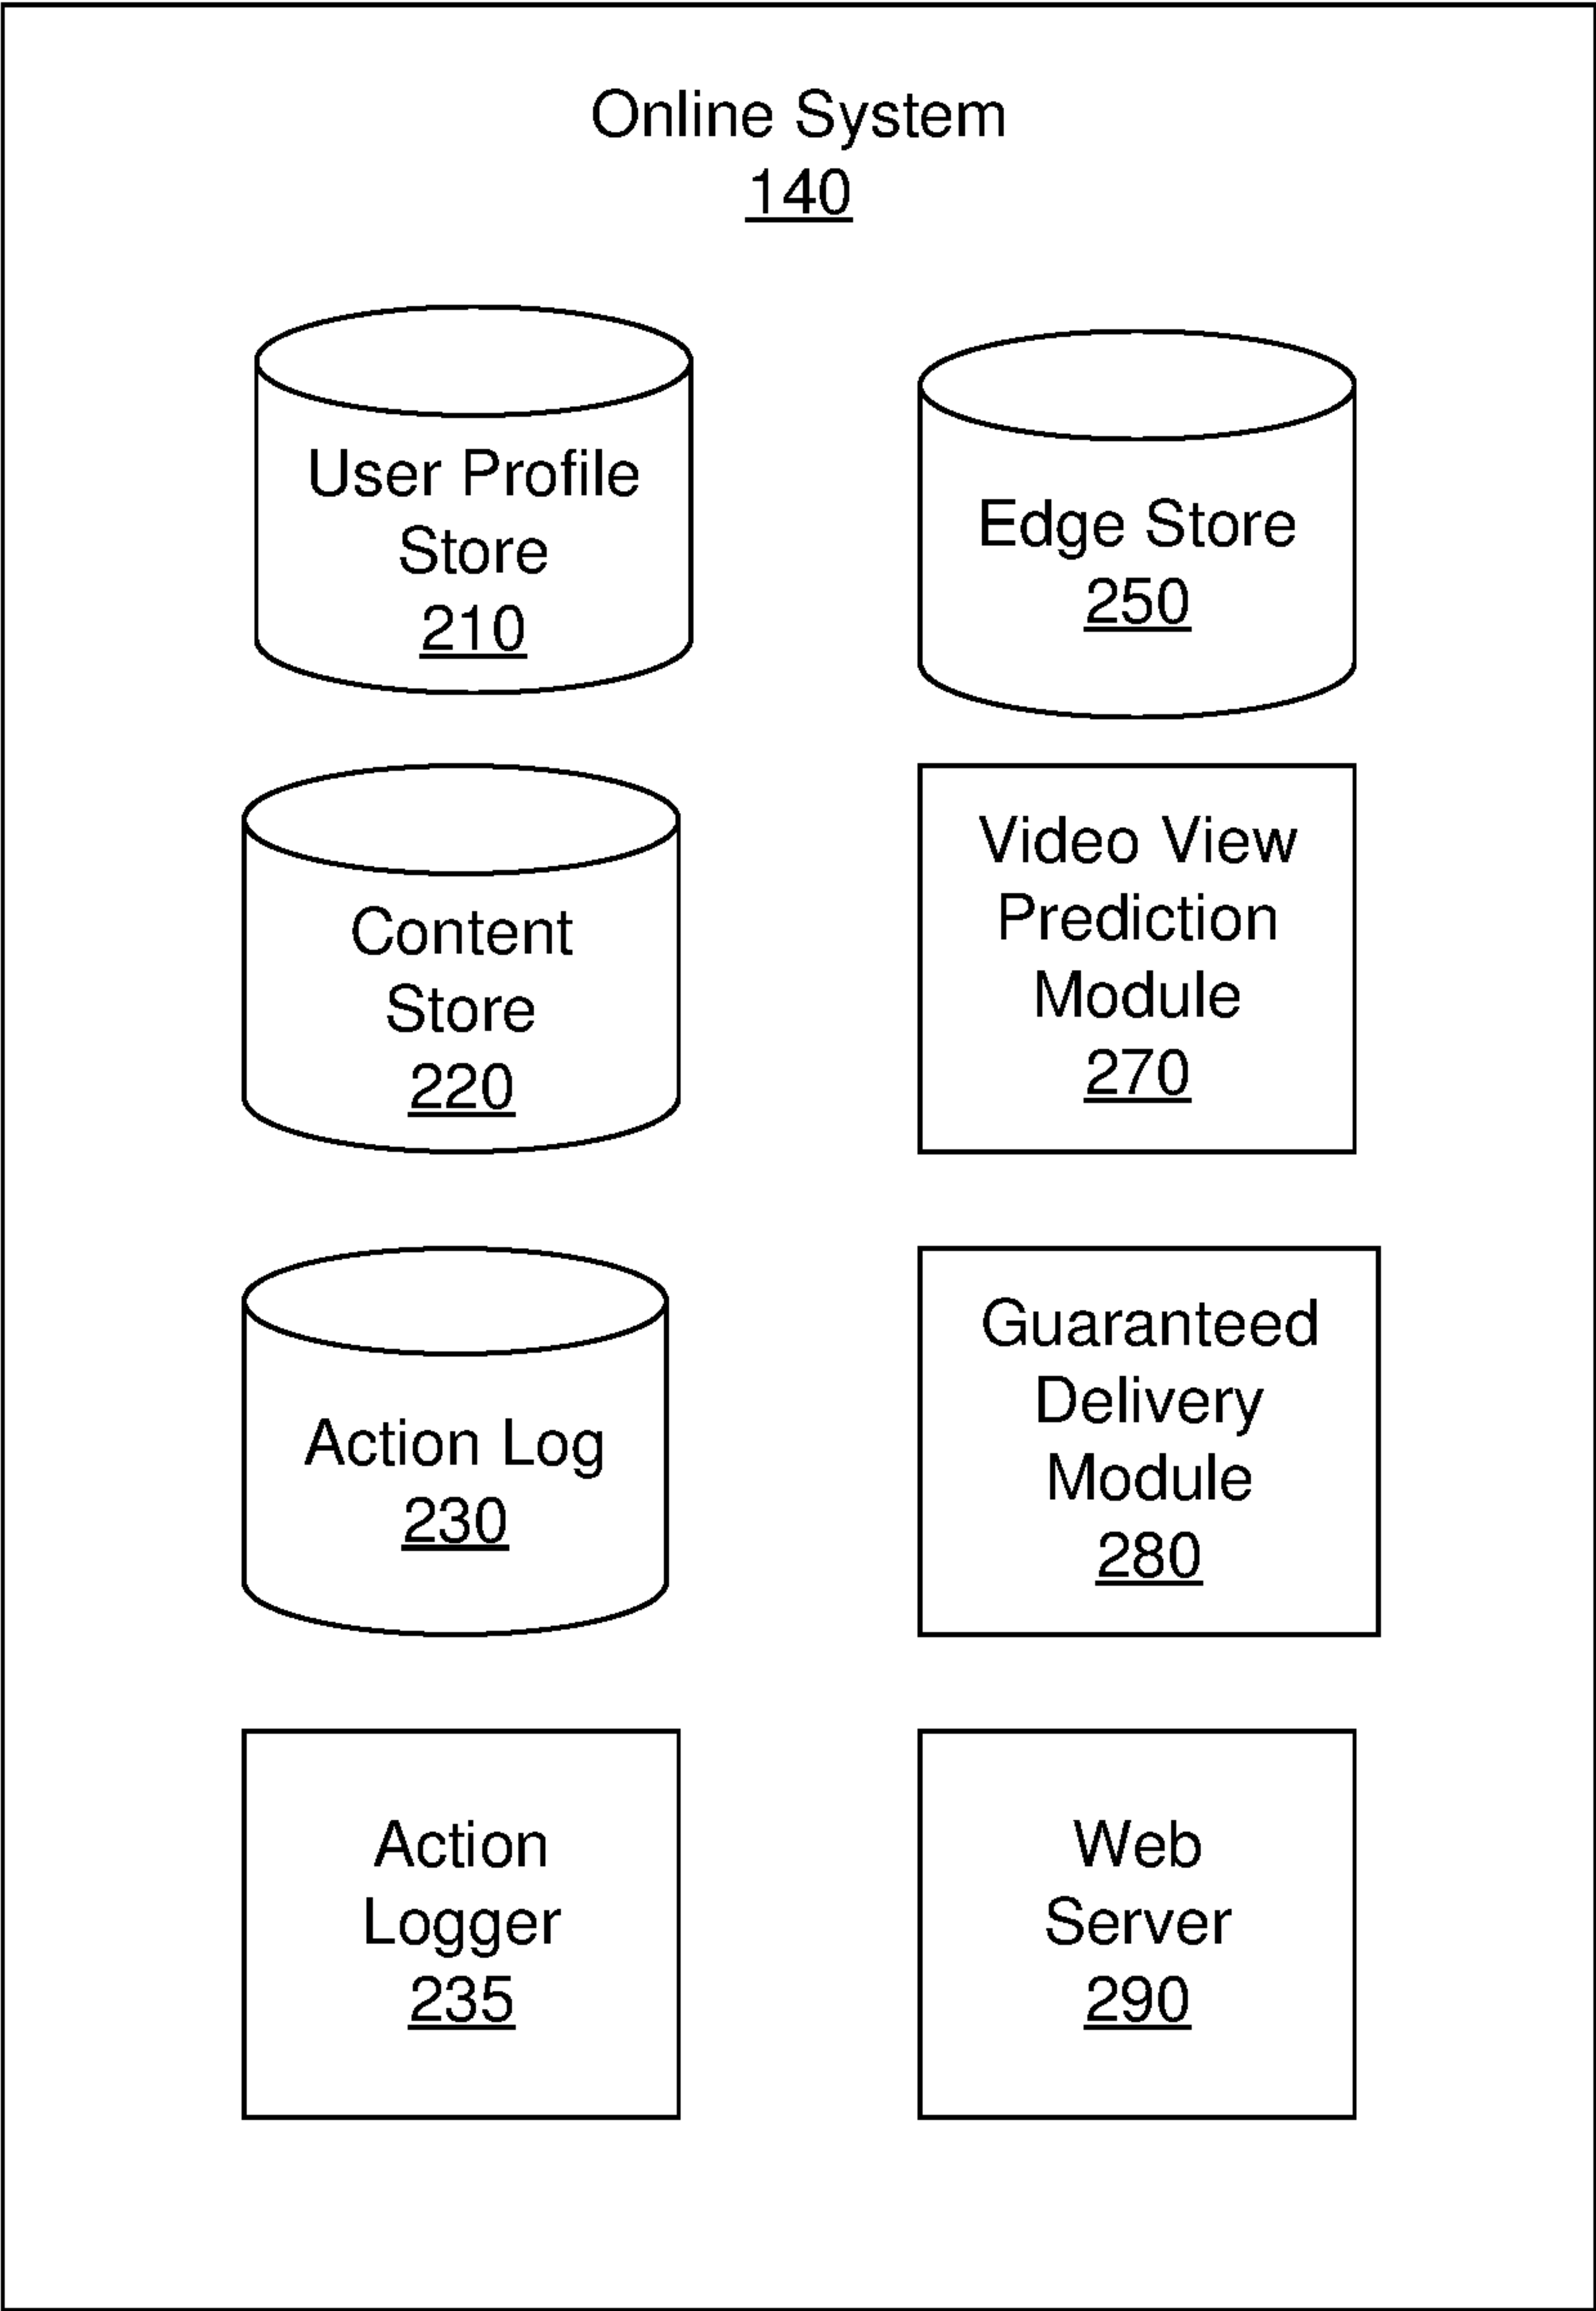 Online System
140
User Profile
Store
210
Edge Store
250
Content
Store
220
Video View
Prediction
Module
270
Action Log
230
Guaranteed
Delivery
Module
280
Action
Logger
235
Web
Server
290